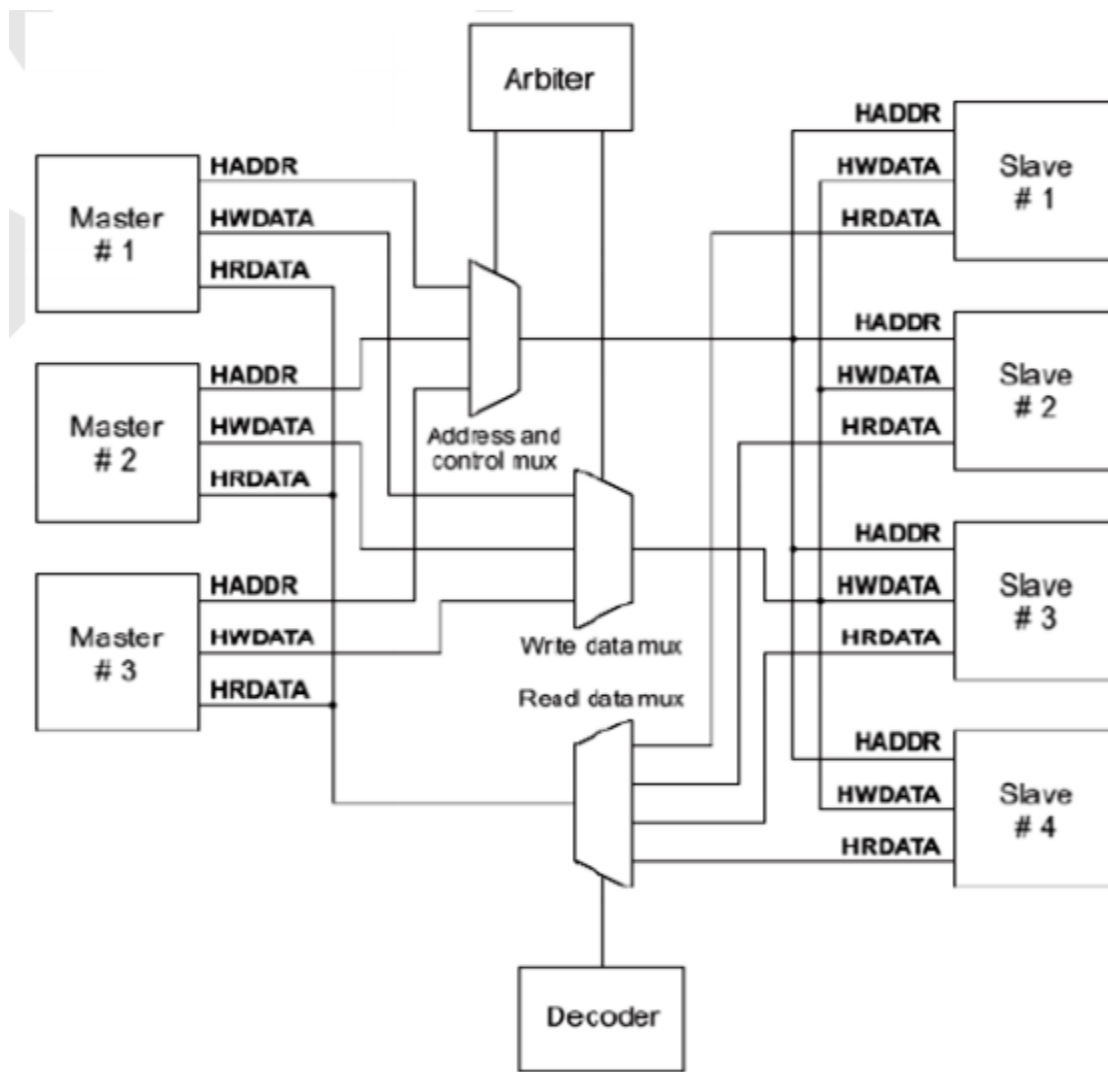 Arbiter
Master
# 1
HADDR
HWDATA
HRDATA
Master
# 2
HADDR
HWDATA
HRDATA
Master
# 3
HADDR
HWDATA
HRDATA
Address and
control mux
Write data mux
Read data mux
Decoder
HADDR
HWDATA
HRDATA
Slave
# 1
HADDR
HWDATA
HRDATA
Slave
# 2
HADDR
HWDATA
HRDATA
Slave
# 3
HADDR
HWDATA
HRDATA
Slave
# 4